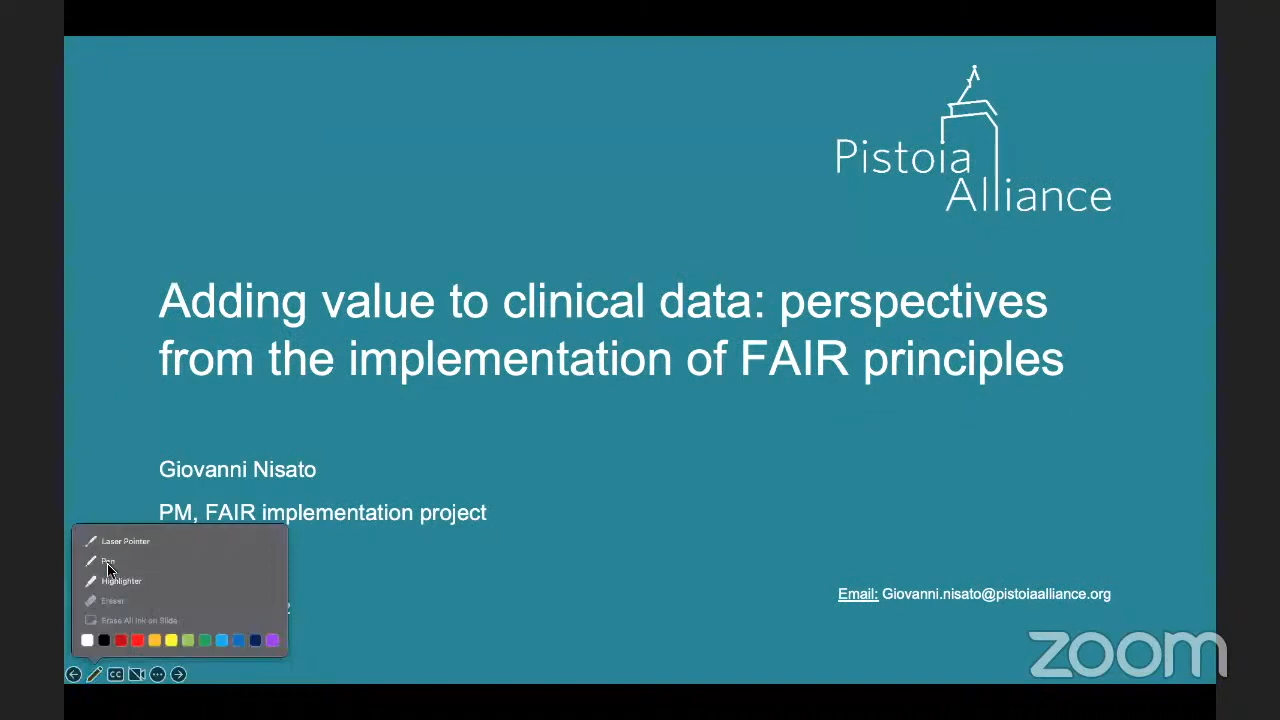 Pistoia
Alliance
Adding value to clinical data: perspectives
from the implementation of FAIR principles
Giovanni Nisato
PM, FAIR implementation project
Laser Pointer
Highlighter
Eraser
Erase All Ink on Slide
CC
Email: Giovanni.nisato@pistoiaalliance.org
zoom